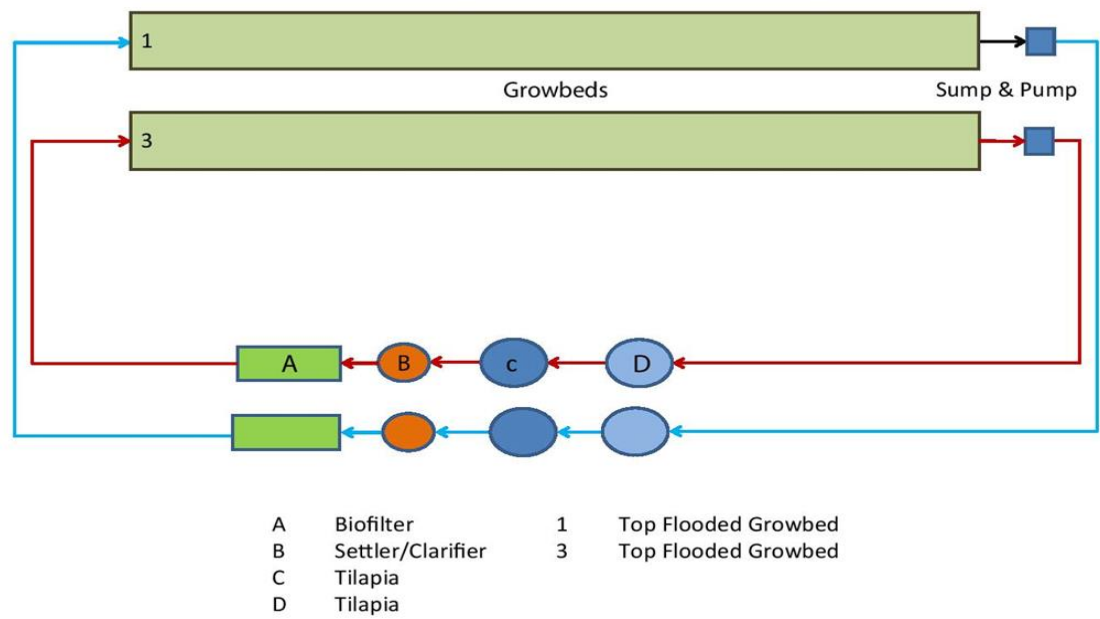 1
Growbeds
Sump & Pump
3
A B c D
A Biofilter 1 Top Flooded Growbed
B Settler/Clarifier 3 Top Flooded Growbed
C Tilapia
D Tilapia